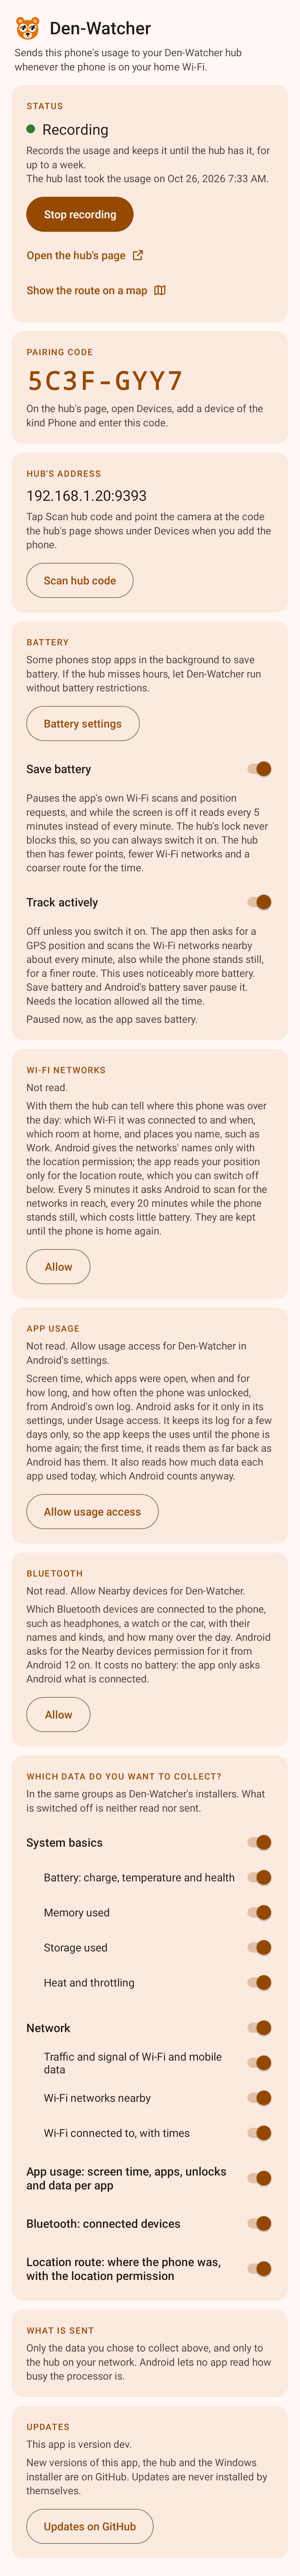 Den-Watcher
Sends this phone's usage to your Den-Watcher hub
whenever the phone is on your home Wi-Fi.
STATUS
Recording
Records the usage and keeps it until the hub has it, for
up to a week.
The hub last took the usage on Oct 26, 2026 7:33 AM.
Stop recording
Open the hub's page
Show the route on a map
PAIRING CODE
5C3F-GYY7
On the hub's page, open Devices, add a device of the
kind Phone and enter this code.
HUB'S ADDRESS
192.168.1.20:9393
Tap Scan hub code and point the camera at the code
the hub's page shows under Devices when you add the
phone.
Scan hub code
BATTERY
Some phones stop apps in the background to save
battery. If the hub misses hours, let Den-Watcher run
without battery restrictions.
Battery settings
Save battery
Pauses the app's own Wi-Fi scans and position
requests, and while the screen is off it reads every 5
minutes instead of every minute. The hub's lock never
blocks this, so you can always switch it on. The hub
then has fewer points, fewer Wi-Fi networks and a
coarser route for the time.
Track actively
Off unless you switch it on. The app then asks for a
GPS position and scans the Wi-Fi networks nearby
about every minute, also while the phone stands still,
for a finer route. This uses noticeably more battery.
Save battery and Android's battery saver pause it.
Needs the location allowed all the time.
Paused now, as the app saves battery.
WI-FI NETWORKS
Not read.
With them the hub can tell where this phone was over
the day: which Wi-Fi it was connected to and when,
which room at home, and places you name, such as
Work. Android gives the networks' names only with
the location permission; the app reads your position
only for the location route, which you can switch off
below. Every 5 minutes it asks Android to scan for the
networks in reach, every 20 minutes while the phone
stands still, which costs little battery. They are kept
until the phone is home again.
Allow
APP USAGE
Not read. Allow usage access for Den-Watcher in
Android's settings.
Screen time, which apps were open, when and for
how long, and how often the phone was unlocked,
from Android's own log. Android asks for it only in its
settings, under Usage access. It keeps its log for a few
days only, so the app keeps the uses until the phone is
home again; the first time, it reads them as far back as
Android has them. It also reads how much data each
app used today, which Android counts anyway.
Allow usage access
BLUETOOTH
Not read. Allow Nearby devices for Den-Watcher.
Which Bluetooth devices are connected to the phone,
such as headphones, a watch or the car, with their
names and kinds, and how many over the day. Android
asks for the Nearby devices permission for it from
Android 12 on. It costs no battery: the app only asks
Android what is connected.
Allow
WHICH DATA DO YOU WANT TO COLLECT?
In the same groups as Den-Watcher's installers. What
is switched off is neither read nor sent.
System basics
Battery: charge, temperature and health
Memory used
Storage used
Heat and throttling
Network
Traffic and signal of Wi-Fi and mobile
data
Wi-Fi networks nearby
Wi-Fi connected to, with times
App usage: screen time, apps, unlocks
and data per app
Bluetooth: connected devices
Location route: where the phone was,
with the location permission
WHAT IS SENT
Only the data you chose to collect above, and only to
the hub on your network. Android lets no app read how
busy the processor is.
UPDATES
This app is version dev.
New versions of this app, the hub and the Windows
installer are on GitHub. Updates are never installed by
themselves.
Updates on GitHub